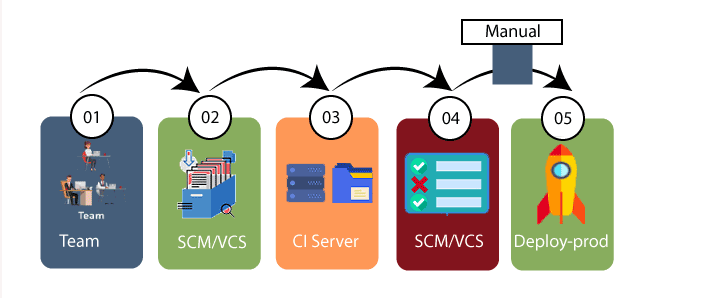 Manual
01
02
03
04
05
Team
Team
SCM/VCS
CI Server
SCM/VCS
Deploy-prod